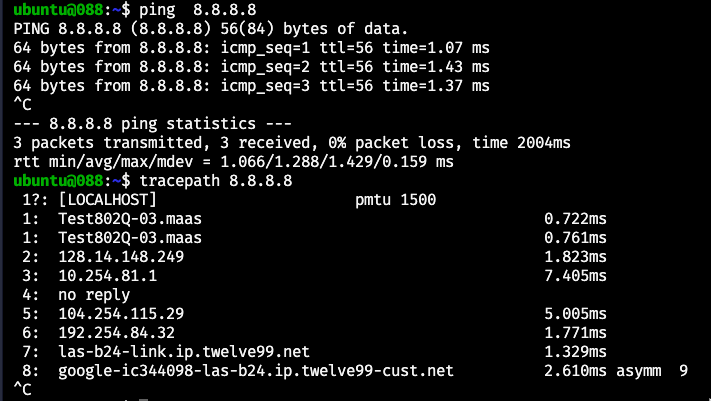 ubuntu@088:~$ ping  8.8.8.8
PING 8.8.8.8 (8.8.8.8) 56(84) bytes of data.
64 bytes from 8.8.8.8: icmp_seq=1 ttl=56 time=1.07 ms
64 bytes from 8.8.8.8: icmp_seq=2 ttl=56 time=1.43 ms
64 bytes from 8.8.8.8: icmp_seq=3 ttl=56 time=1.37 ms
^C
--- 8.8.8.8 ping statistics ---
3 packets transmitted, 3 received, 0% packet loss, time 2004ms
rtt min/avg/max/mdev = 1.066/1.288/1.429/0.159 ms
ubuntu@088:~$ tracepath 8.8.8.8
 1?: [LOCALHOST]                      pmtu 1500
 1:  Test802Q-03.maas                                      0.722ms
 1:  Test802Q-03.maas                                      0.761ms
 2:  128.14.148.249                                        1.823ms
 3:  10.254.81.1                                           7.405ms
 4:  no reply
 5:  104.254.115.29                                        5.005ms
 6:  192.254.84.32                                         1.771ms
 7:  las-b24-link.ip.twelve99.net                          1.329ms
 8:  google-ic344098-las-b24.ip.twelve99-cust.net          2.610ms asymm  9
^C